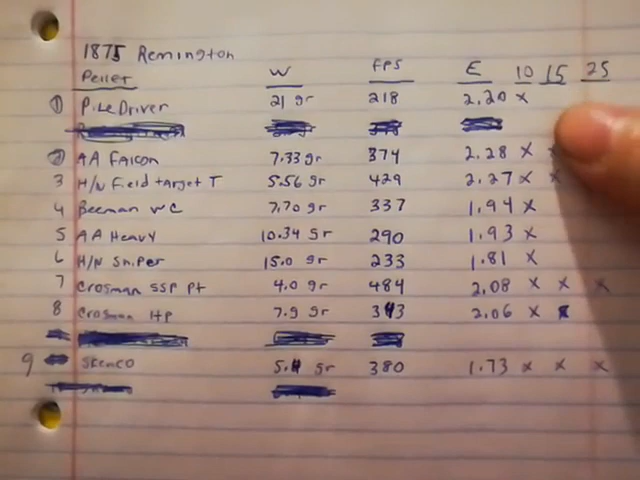 1875 Remington
Pellet W FPS E 10 15 25
1 PileDriver 21 gr 218 2.20 x
2 AA Falcon 7.33 gr 374 2.28 x x
3 H/N Field target T 5.56 gr 429 2.27 x x
4 Beeman WC 7.70 gr 337 1.94 x
5 AA Heavy 10.34 gr 290 1.93 x
6 H/N Sniper 15.0 gr 233 1.81 x
7 Crosman SSP Pt 4.0 gr 484 2.08 x x x
8 Crosman HP 7.9 gr 343 2.06 x x
9 Skenco gr 380 1.73 x x x